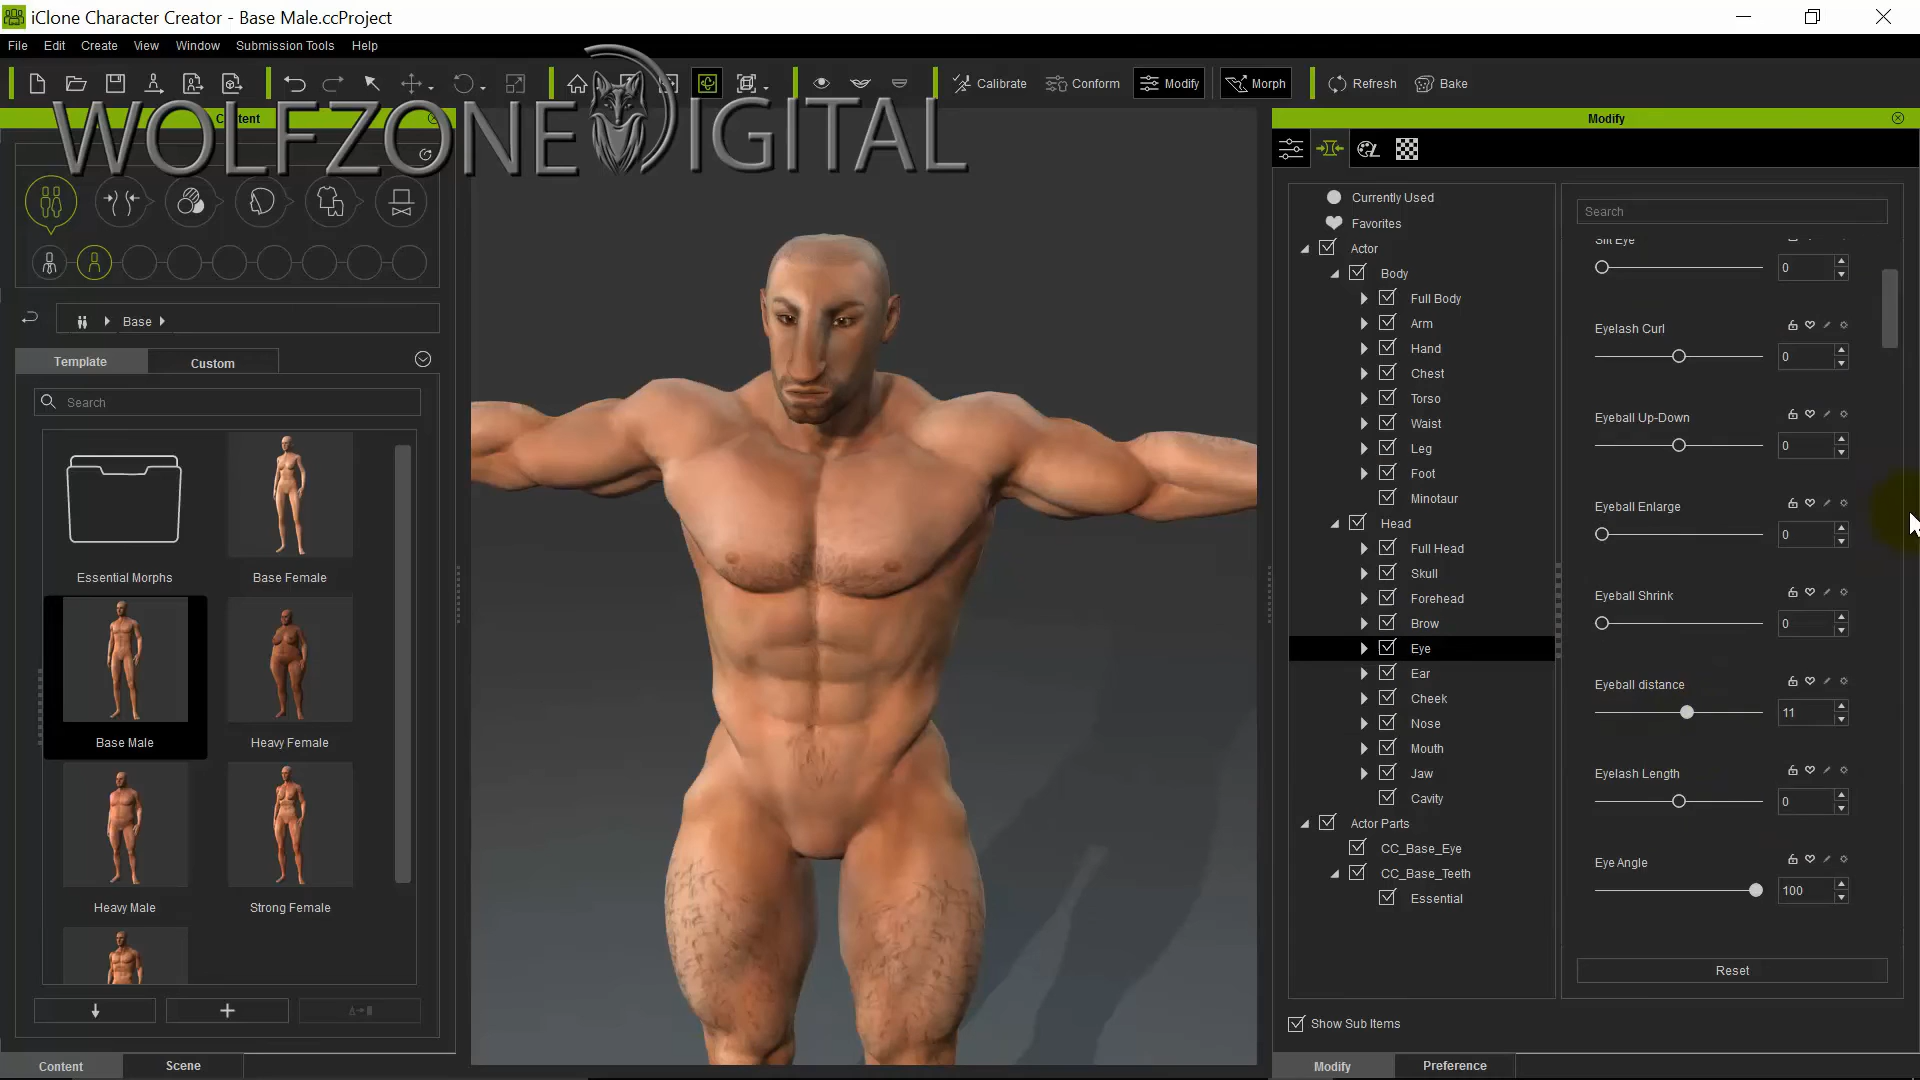 iClone Character Creator - Base Male.ccProject
File Edit Create View Window Submission Tools Help
Calibrate Conform Modify Morph Refresh Bake
WOLFZONE DIGITAL
Content
Modify
Base
Template Custom
Search
Essential Morphs Base Female
Base Male Heavy Female
Heavy Male Strong Female
Content Scene
Currently Used
Favorites
Actor
Body
Full Body
Arm
Hand
Chest
Torso
Waist
Leg
Foot
Minotaur
Head
Full Head
Skull
Forehead
Brow
Eye
Ear
Cheek
Nose
Mouth
Jaw
Cavity
Actor Parts
CC_Base_Eye
CC_Base_Teeth
Essential
Show Sub Items
Search
Slit Eye
0
Eyelash Curl
0
Eyeball Up-Down
0
Eyeball Enlarge
0
Eyeball Shrink
0
Eyeball distance
11
Eyelash Length
0
Eye Angle
100
Reset
Modify Preference